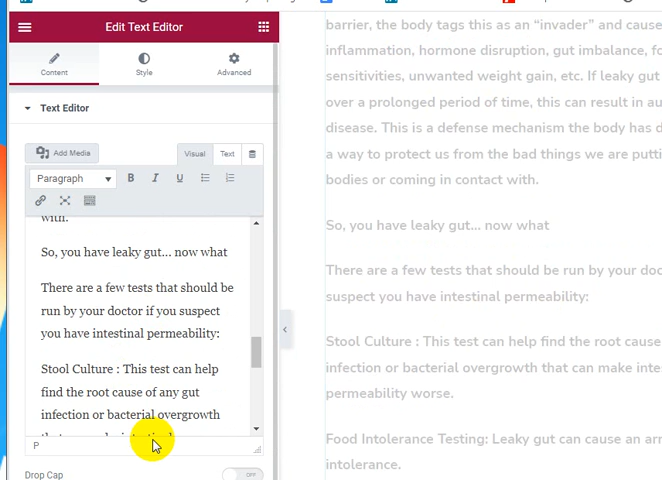 Edit Text Editor
Content
Style
Advanced
Text Editor
Add Media
Visual
Text
Paragraph
B
I
U
with.
So, you have leaky gut... now what
There are a few tests that should be
run by your doctor if you suspect
you have intestinal permeability:
Stool Culture : This test can help
find the root cause of any gut
infection or bacterial overgrowth
P
Drop Cap
OFF
barrier, the body tags this as an “invader” and cause
inflammation, hormone disruption, gut imbalance, fo
sensitivities, unwanted weight gain, etc. If leaky gut
over a prolonged period of time, this can result in au
disease. This is a defense mechanism the body has d
a way to protect us from the bad things we are putti
bodies or coming in contact with.
So, you have leaky gut... now what
There are a few tests that should be run by your doc
suspect you have intestinal permeability:
Stool Culture : This test can help find the root cause
infection or bacterial overgrowth that can make inte
permeability worse.
Food Intolerance Testing: Leaky gut can cause an arr
intolerance.